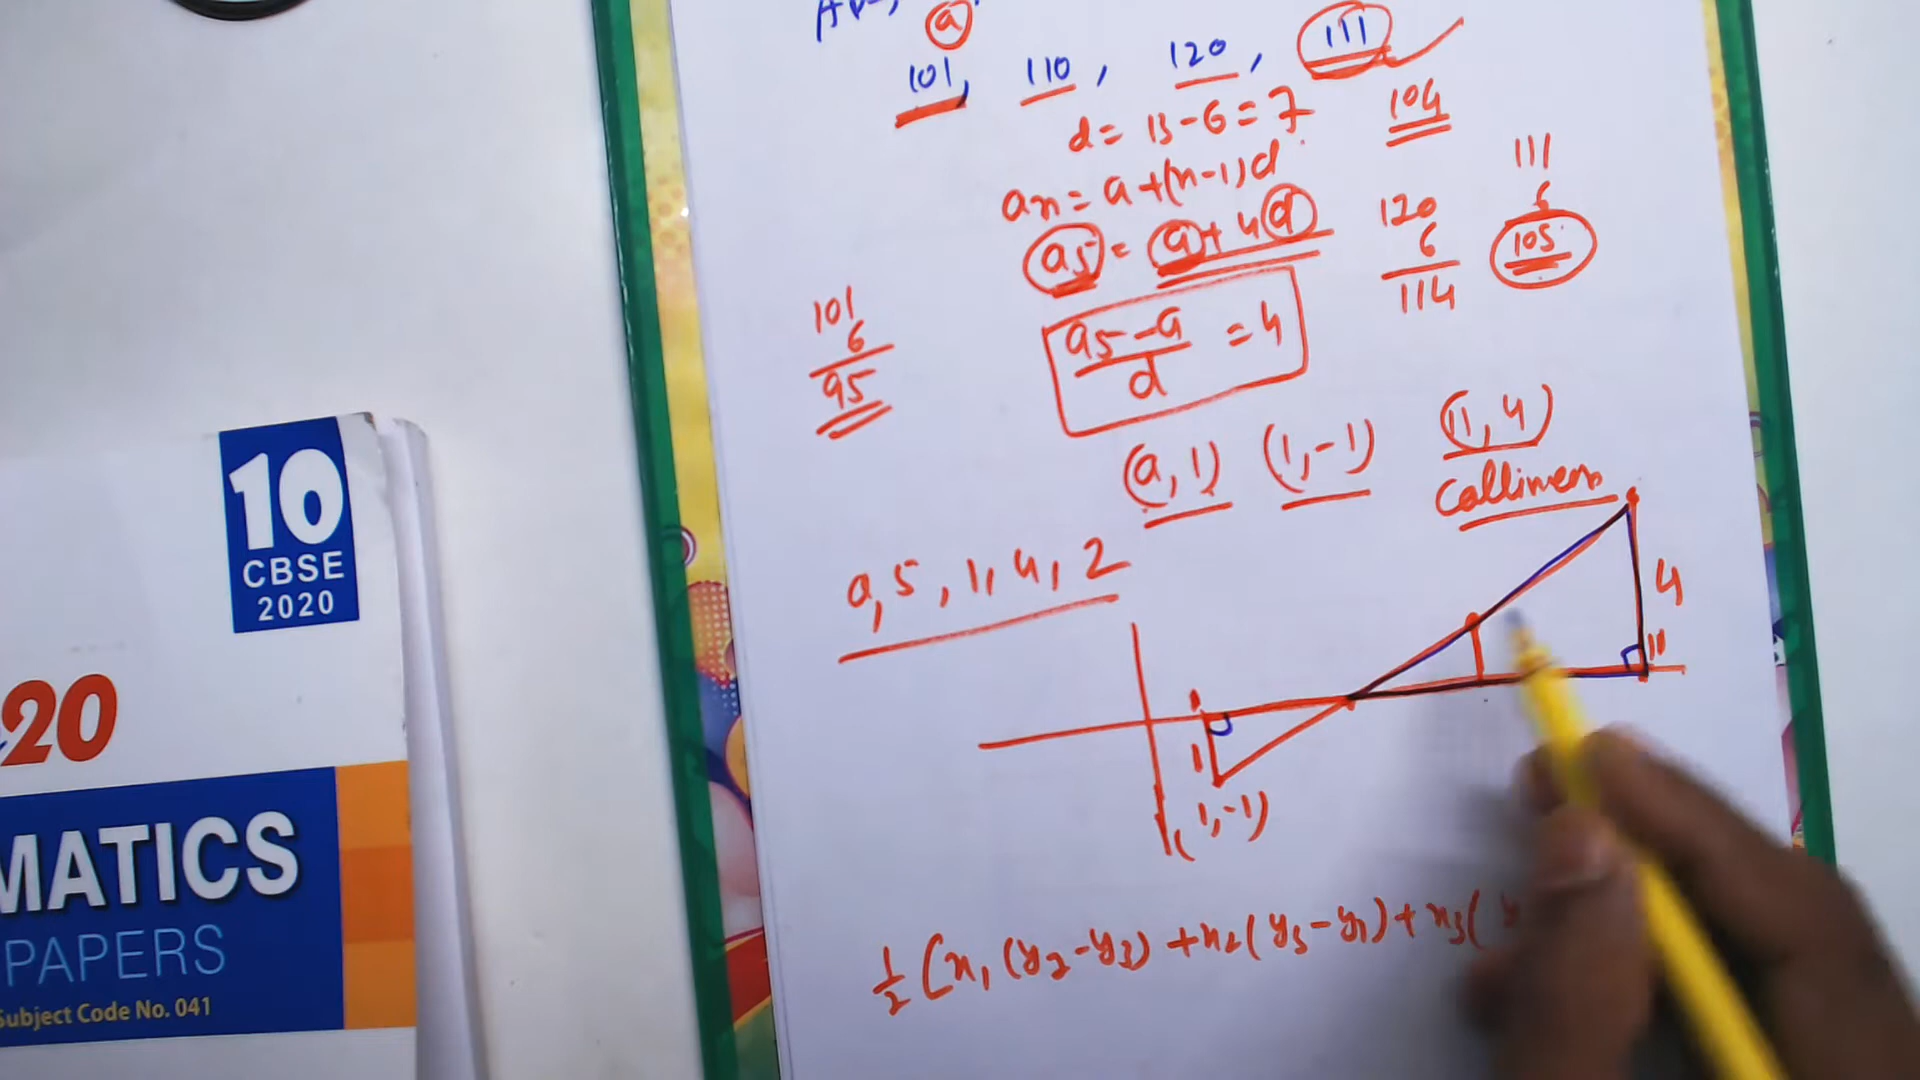 a
101, 110, 120, 111
d = 13 - 6 = 7
104
an = a + (n-1)d
a5 = a + 4d
120
6
114
111
6
105
101
6
95
a5 - a
d
= 4
(a, 1) (1, -1) (11, 4)
Collinear
a, 5, 1, 4, 2
4
11
1
1
(1, -1)
1/2 [x1 (y2 - y3) + x2 (y3 - y1) + x3 (
10
CBSE
2020
20
MATICS
PAPERS
Subject Code No. 041